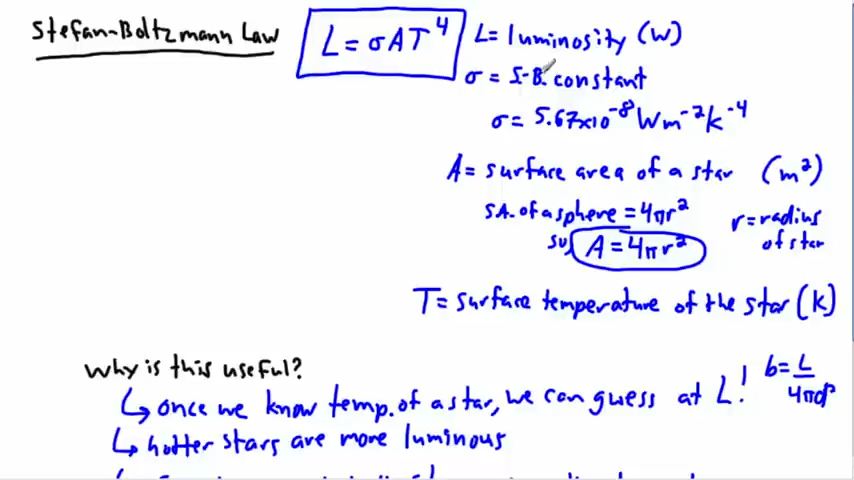 Stefan-Boltzmann Law
L = σAT⁴
L = luminosity (W)
σ = S-B. constant
σ = 5.67x10⁻⁸ Wm⁻²K⁻⁴
A = surface area of a star (m²)
S.A. of a sphere = 4πr²
r = radius of star
so, A = 4πr²
T = surface temperature of the star (K)
Why is this useful?
↳ once we know temp. of a star, we can guess at L!
b = L/4πd²
↳ hotter stars are more luminous